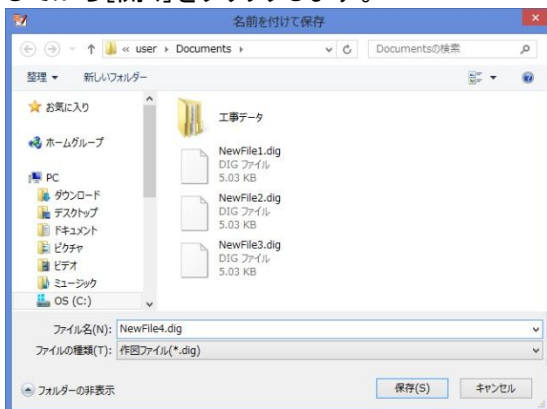 してから[開く]をクリックします。
名前を付けて保存
« user ▸ Documents ▸
Documentsの検索
整理 ▼ 新しいフォルダー
お気に入り
ホームグループ
PC
ダウンロード
デスクトップ
ドキュメント
ピクチャ
ビデオ
ミュージック
OS (C:)
工事データ
NewFile1.dig
DIG ファイル
5.03 KB
NewFile2.dig
DIG ファイル
5.03 KB
NewFile3.dig
DIG ファイル
5.03 KB
ファイル名(N): NewFile4.dig
ファイルの種類(T): 作図ファイル(*.dig)
フォルダーの非表示
保存(S)
キャンセル